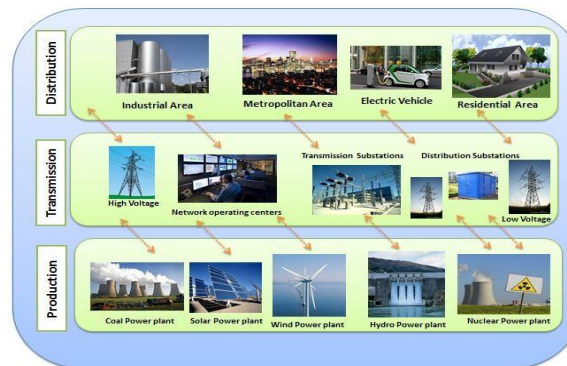 Distribution
Industrial Area
Metropolitan Area
Electric Vehicle
Residential Area
Transmission
High Voltage
Network operating centers
Transmission Substations
Distribution Substations
Low Voltage
Production
Coal Power plant
Solar Power plant
Wind Power plant
Hydro Power plant
Nuclear Power plant